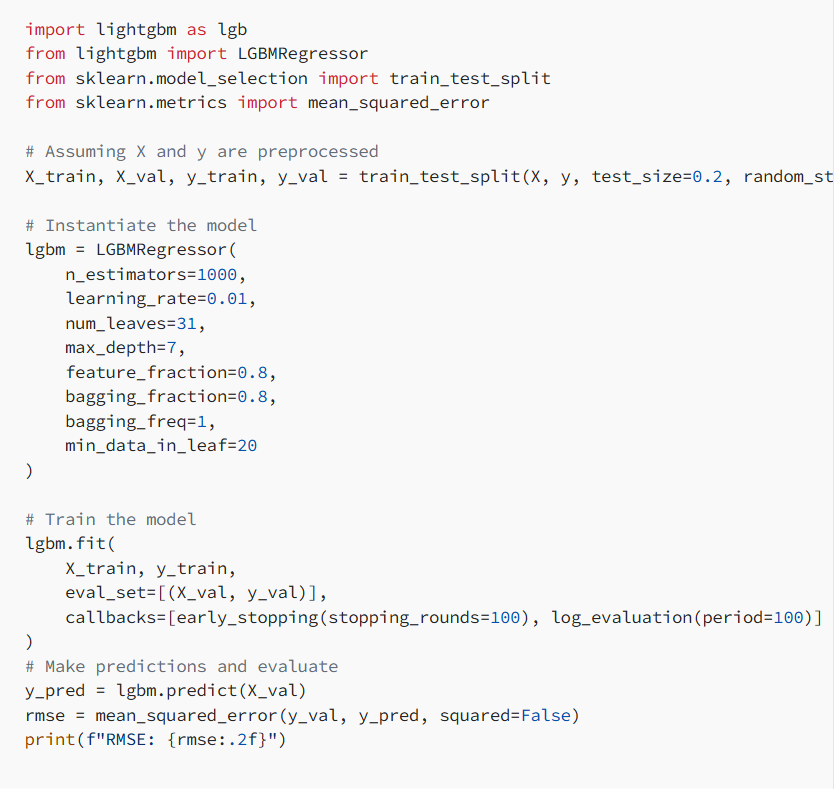 import lightgbm as lgb
from lightgbm import LGBMRegressor
from sklearn.model_selection import train_test_split
from sklearn.metrics import mean_squared_error

# Assuming X and y are preprocessed
X_train, X_val, y_train, y_val = train_test_split(X, y, test_size=0.2, random_st

# Instantiate the model
lgbm = LGBMRegressor(
    n_estimators=1000,
    learning_rate=0.01,
    num_leaves=31,
    max_depth=7,
    feature_fraction=0.8,
    bagging_fraction=0.8,
    bagging_freq=1,
    min_data_in_leaf=20
)

# Train the model
lgbm.fit(
    X_train, y_train,
    eval_set=[(X_val, y_val)],
    callbacks=[early_stopping(stopping_rounds=100), log_evaluation(period=100)]
)
# Make predictions and evaluate
y_pred = lgbm.predict(X_val)
rmse = mean_squared_error(y_val, y_pred, squared=False)
print(f"RMSE: {rmse:.2f}")